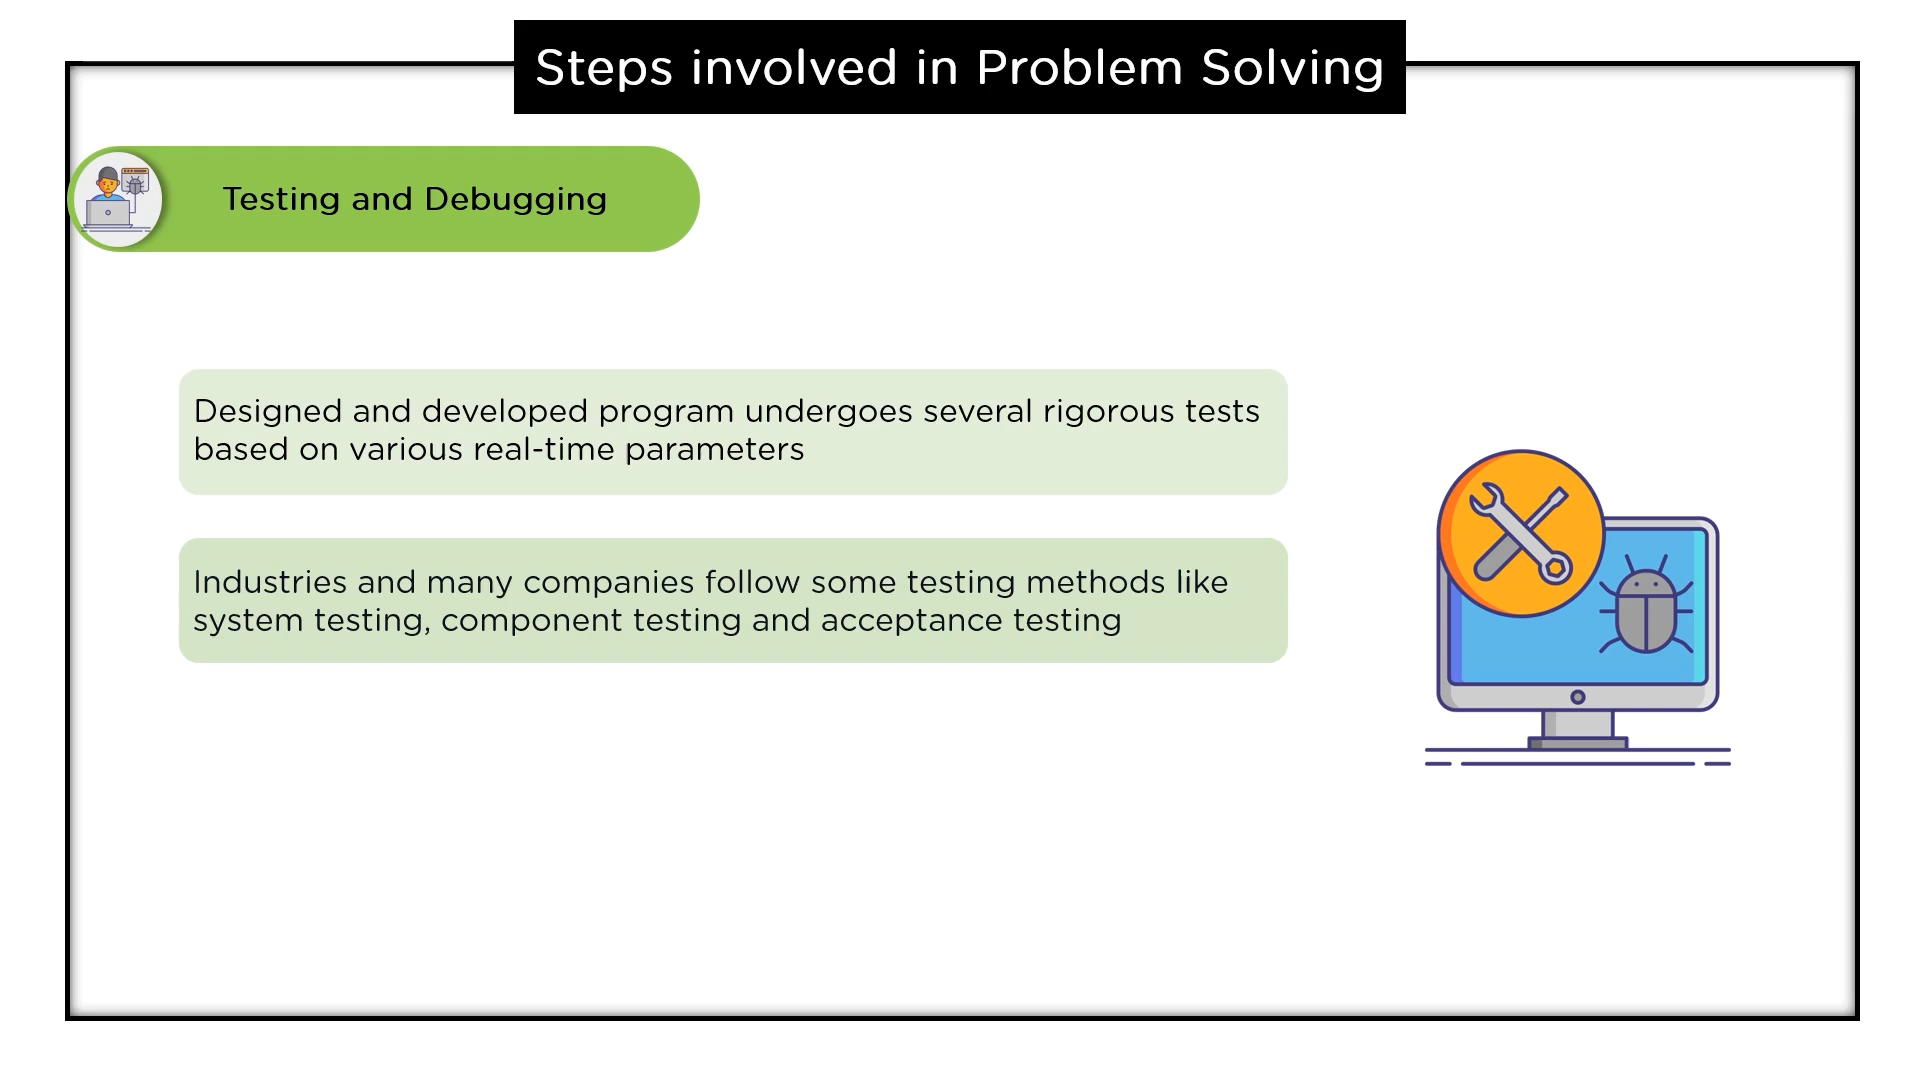 Steps involved in Problem Solving
Testing and Debugging
Designed and developed program undergoes several rigorous tests
based on various real-time parameters
Industries and many companies follow some testing methods like
system testing, component testing and acceptance testing